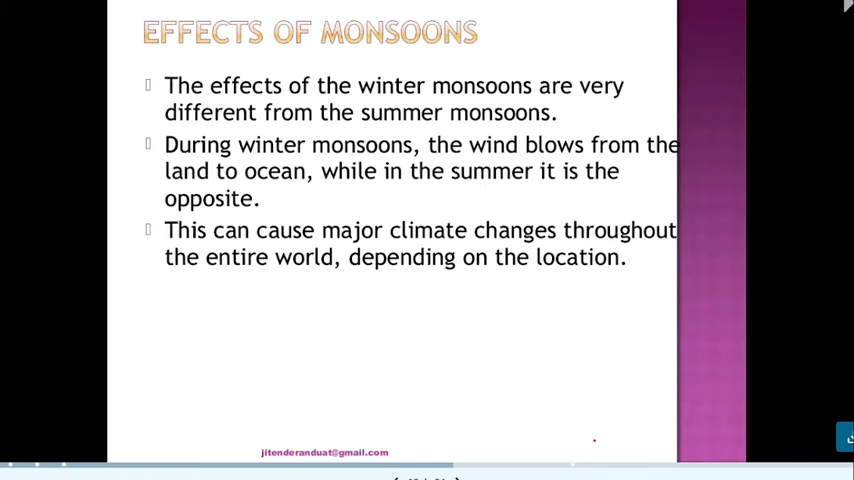 EFFECTS OF MONSOONS
The effects of the winter monsoons are very
different from the summer monsoons.
During winter monsoons, the wind blows from the
land to ocean, while in the summer it is the
opposite.
This can cause major climate changes throughout
the entire world, depending on the location.
jitenderanduat@gmail.com